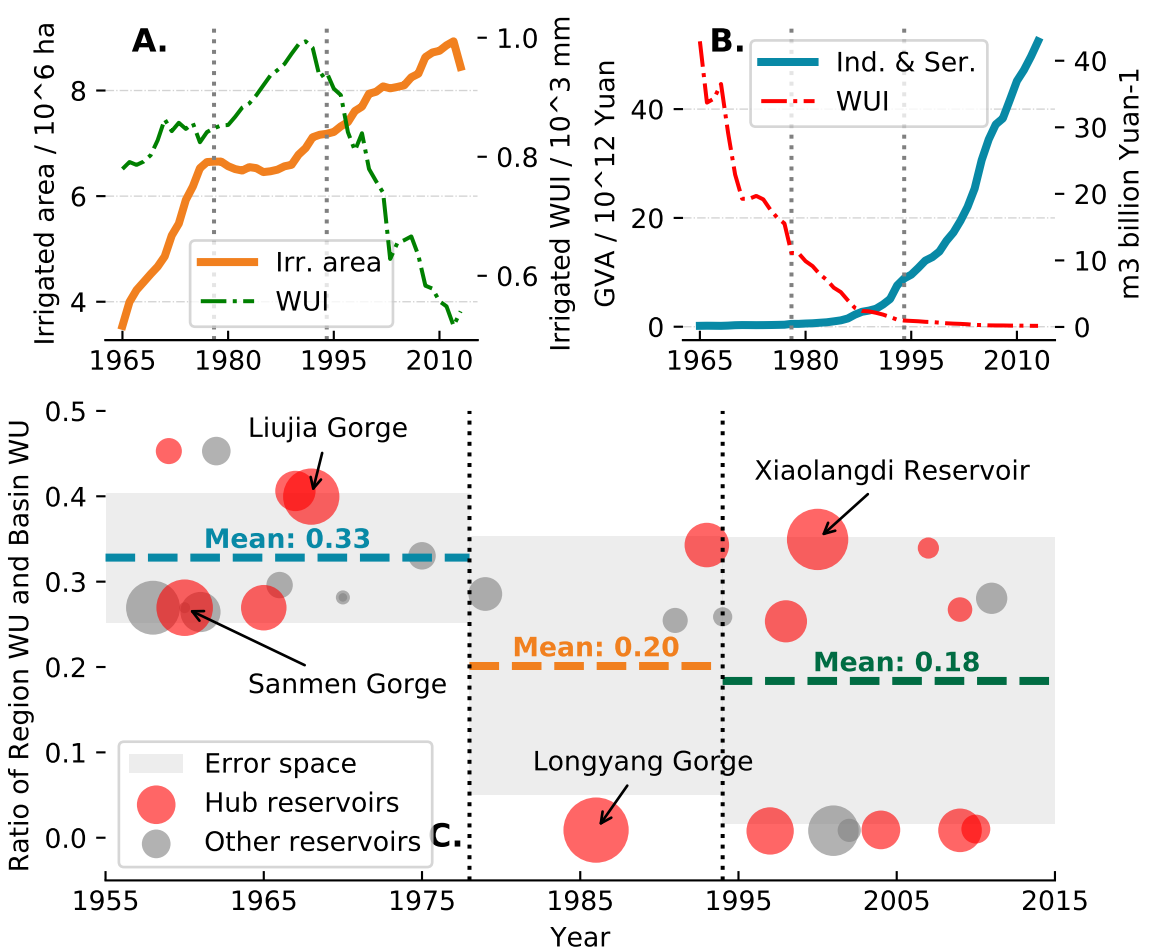 A.
Irrigated area / 10^6 ha
8
6
4
1965
1980
1995
2010
1.0
0.8
0.6
Irrigated WUI / 10^3 mm
Irr. area
WUI
B.
GVA / 10^12 Yuan
40
20
0
1965
1980
1995
2010
40
30
20
10
0
m3 billion Yuan-1
Ind. & Ser.
WUI
Ratio of Region WU and Basin WU
0.5
0.4
0.3
0.2
0.1
0.0
Liujia Gorge
Xiaolangdi Reservoir
Mean: 0.33
Mean: 0.20
Mean: 0.18
Sanmen Gorge
Longyang Gorge
Error space
Hub reservoirs
Other reservoirs
C.
1955
1965
1975
1985
1995
2005
2015
Year